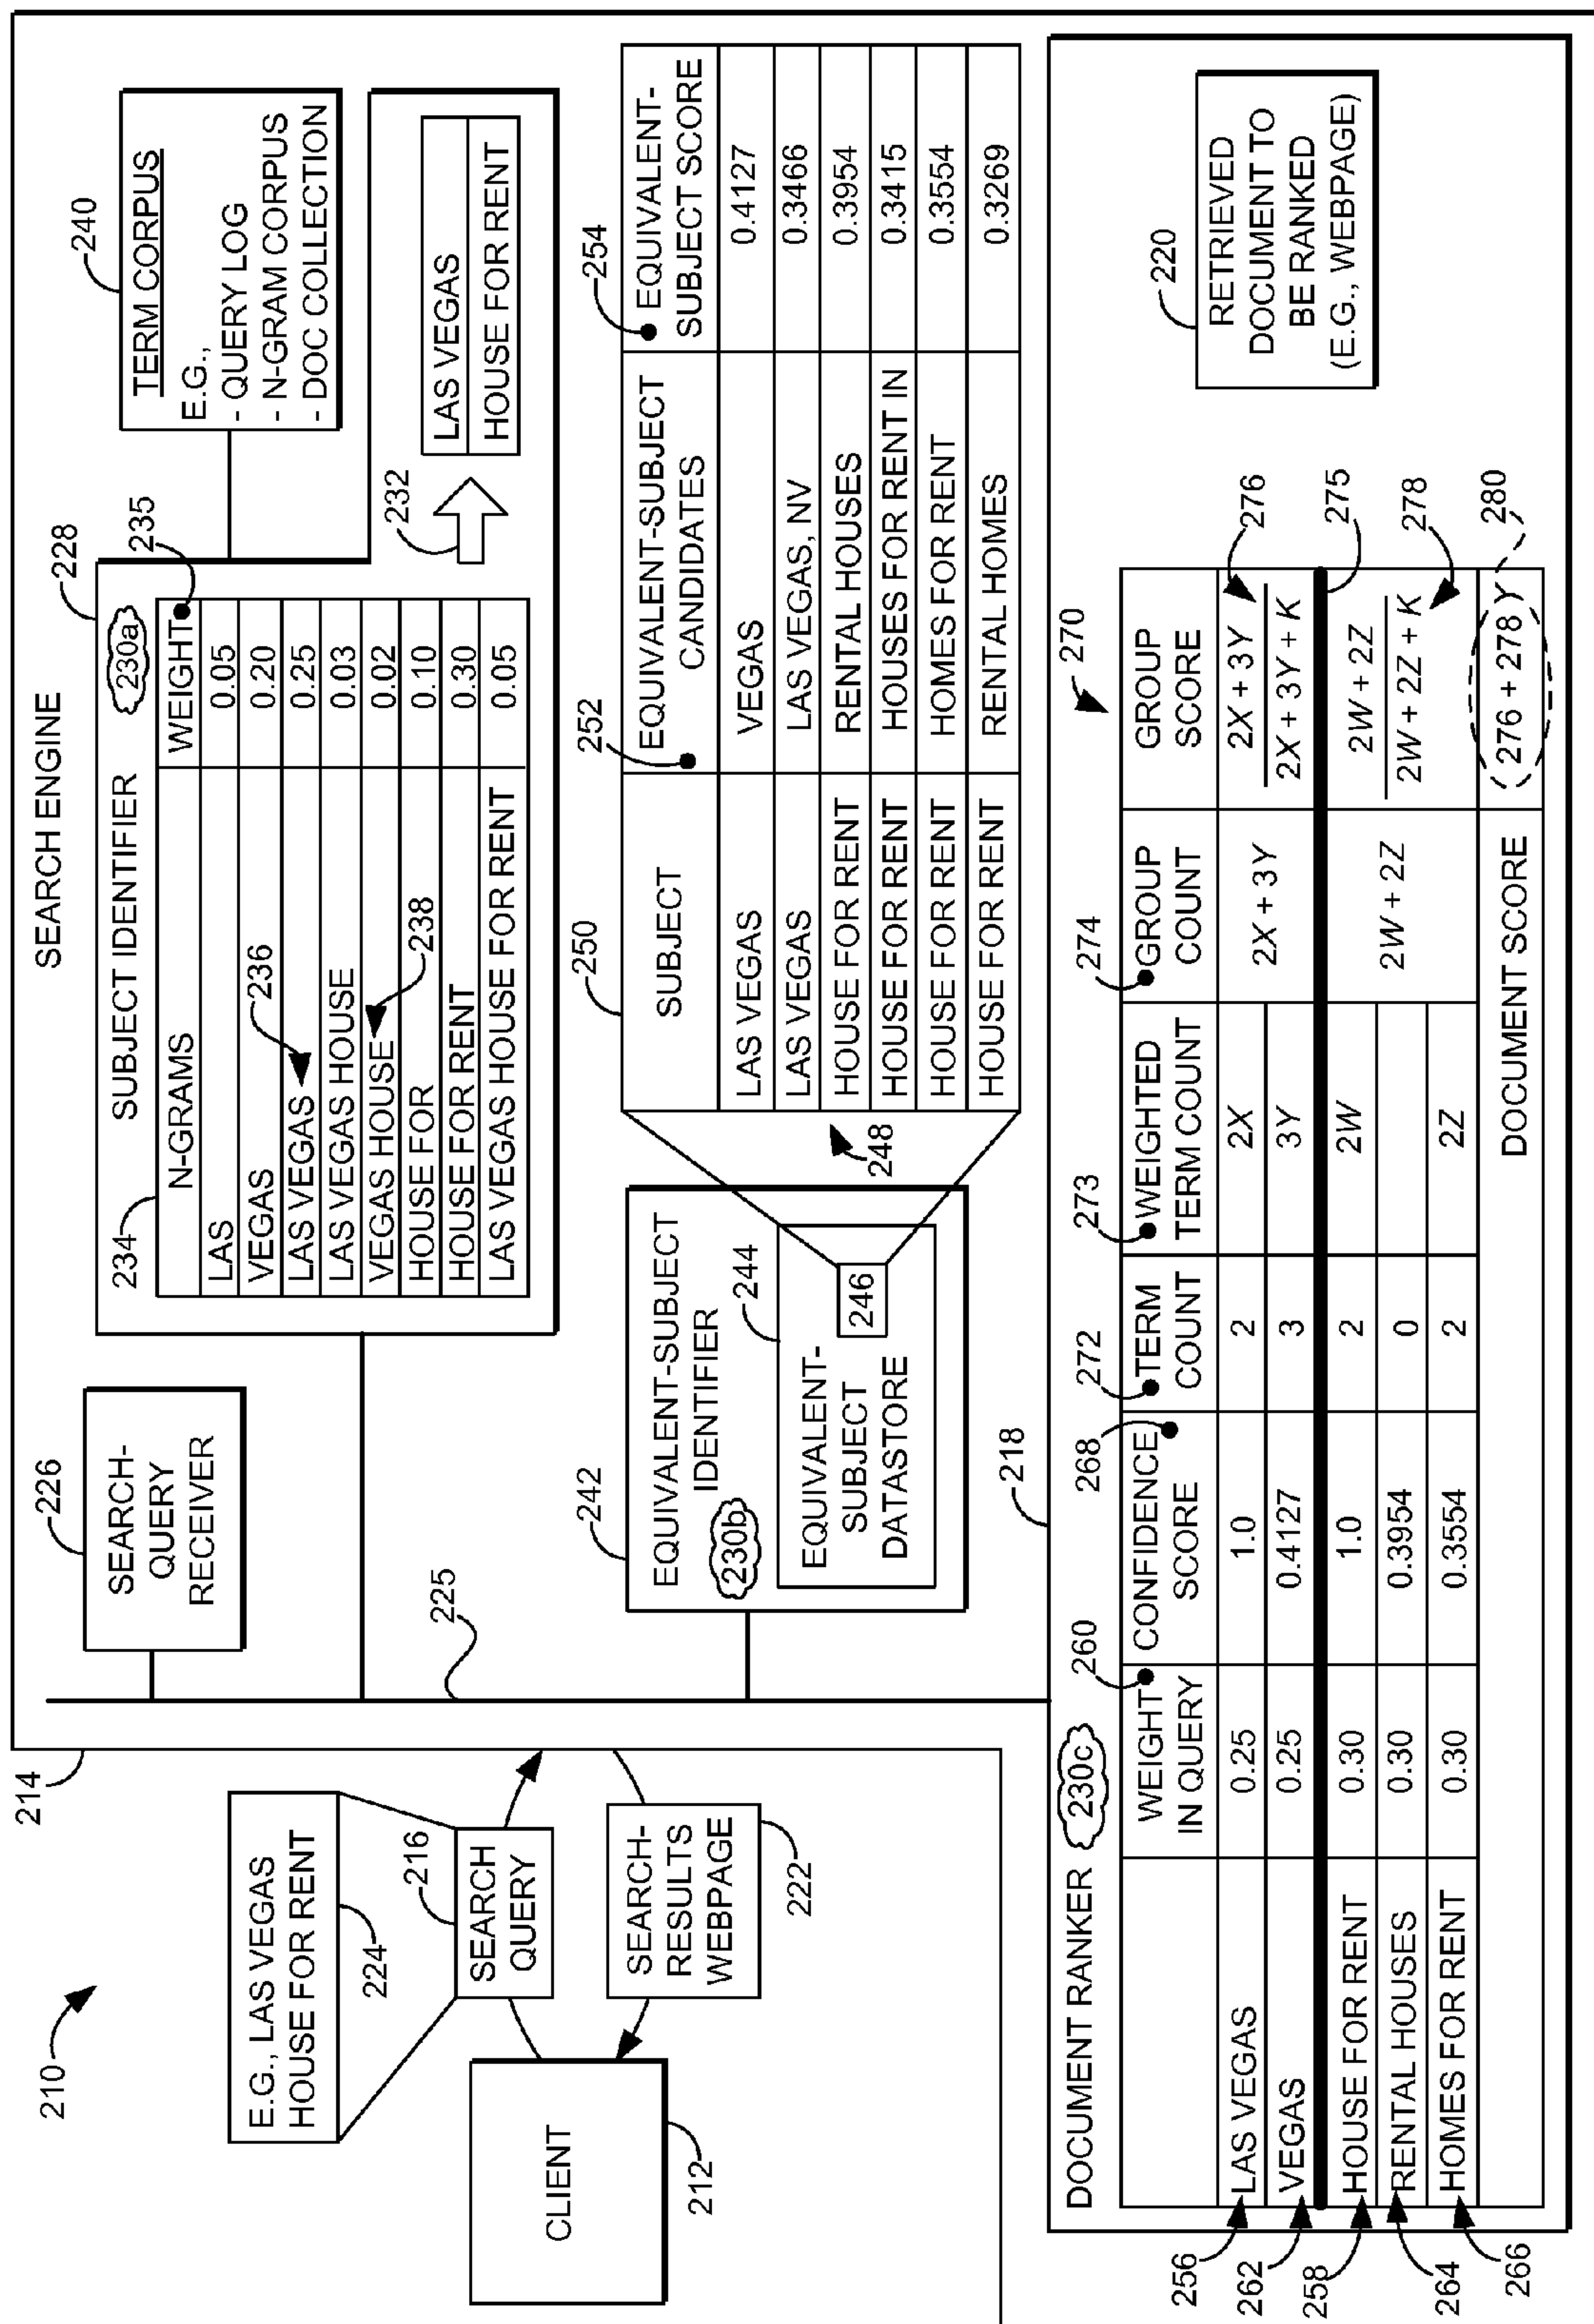 210
214
SEARCH ENGINE
E.G., LAS VEGAS
HOUSE FOR RENT
224
SEARCH
QUERY
216
CLIENT
212
SEARCH-
RESULTS
WEBPAGE
222
SEARCH-
QUERY
RECEIVER
226
225
228
SUBJECT IDENTIFIER
230a
234
235
N-GRAMS WEIGHT
LAS 0.05
VEGAS 0.20
LAS VEGAS 0.25
LAS VEGAS HOUSE 0.03
VEGAS HOUSE 0.02
HOUSE FOR 0.10
HOUSE FOR RENT 0.30
LAS VEGAS HOUSE FOR RENT 0.05
236
238
232
LAS VEGAS
HOUSE FOR RENT
240
TERM CORPUS
E.G.,
- QUERY LOG
- N-GRAM CORPUS
- DOC COLLECTION
242
EQUIVALENT-SUBJECT
IDENTIFIER
230b
244
EQUIVALENT-
SUBJECT
DATASTORE
246
248
250
252
254
SUBJECT
EQUIVALENT-SUBJECT
CANDIDATES
EQUIVALENT-
SUBJECT SCORE
LAS VEGAS VEGAS 0.4127
LAS VEGAS LAS VEGAS, NV 0.3466
HOUSE FOR RENT RENTAL HOUSES 0.3954
HOUSE FOR RENT HOUSES FOR RENT IN 0.3415
HOUSE FOR RENT HOMES FOR RENT 0.3554
HOUSE FOR RENT RENTAL HOMES 0.3269
218
DOCUMENT RANKER
230c
260
268
272
273
274
270
WEIGHT
IN QUERY
CONFIDENCE
SCORE
TERM
COUNT
WEIGHTED
TERM COUNT
GROUP
COUNT
GROUP
SCORE
256
LAS VEGAS 0.25 1.0 2 2X
262
VEGAS 0.25 0.4127 3 3Y
2X + 3Y
2X + 3Y
2X + 3Y + K
276
275
258
HOUSE FOR RENT 0.30 1.0 2 2W
264
RENTAL HOUSES 0.30 0.3954 0
266
HOMES FOR RENT 0.30 0.3554 2 2Z
2W + 2Z
2W + 2Z
2W + 2Z + K
278
DOCUMENT SCORE 276 + 278
280
220
RETRIEVED
DOCUMENT TO
BE RANKED
(E.G., WEBPAGE)